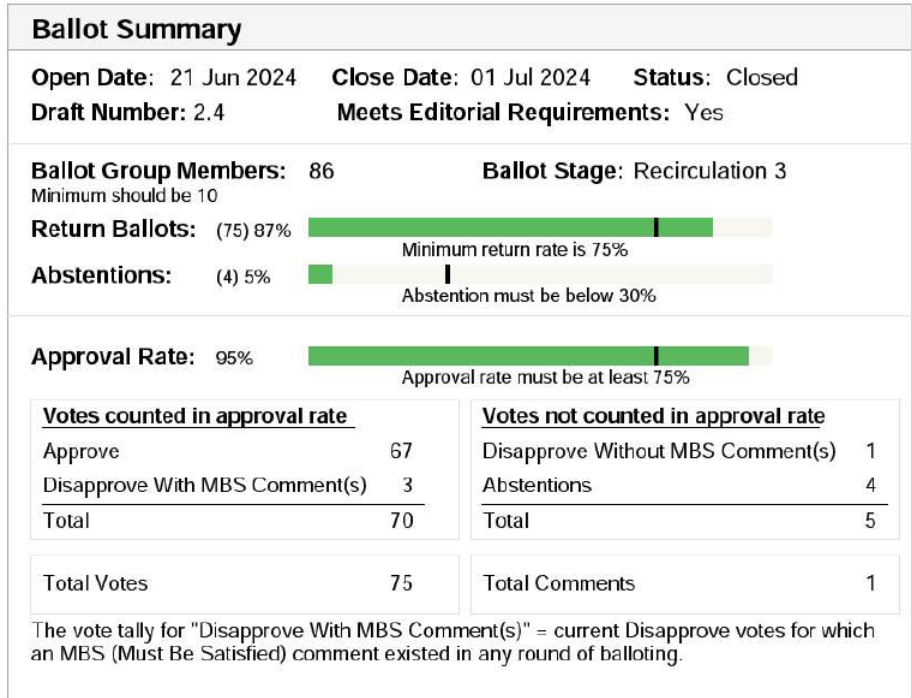 Ballot Summary
Open Date: 21 Jun 2024 Close Date: 01 Jul 2024 Status: Closed
Draft Number: 2.4 Meets Editorial Requirements: Yes
Ballot Group Members: 86 Ballot Stage: Recirculation 3
Minimum should be 10
Return Ballots: (75) 87%
Minimum return rate is 75%
Abstentions: (4) 5%
Abstention must be below 30%
Approval Rate: 95%
Approval rate must be at least 75%
Votes counted in approval rate
Approve 67
Disapprove With MBS Comment(s) 3
Total 70
Votes not counted in approval rate
Disapprove Without MBS Comment(s) 1
Abstentions 4
Total 5
Total Votes 75
Total Comments 1
The vote tally for "Disapprove With MBS Comment(s)" = current Disapprove votes for which
an MBS (Must Be Satisfied) comment existed in any round of balloting.